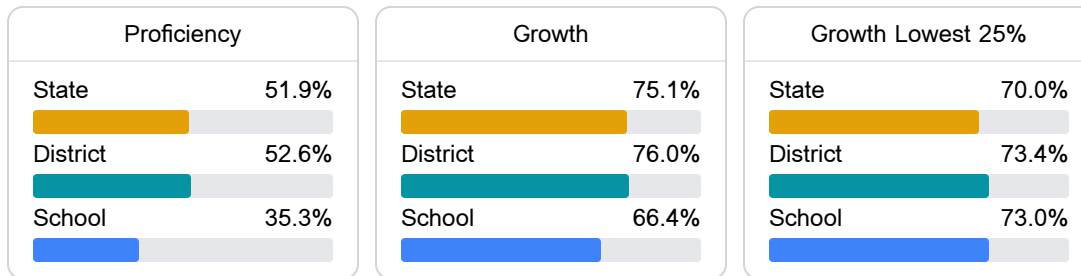 Proficiency
State 51.9%
District 52.6%
School 35.3%
Growth
State 75.1%
District 76.0%
School 66.4%
Growth Lowest 25%
State 70.0%
District 73.4%
School 73.0%